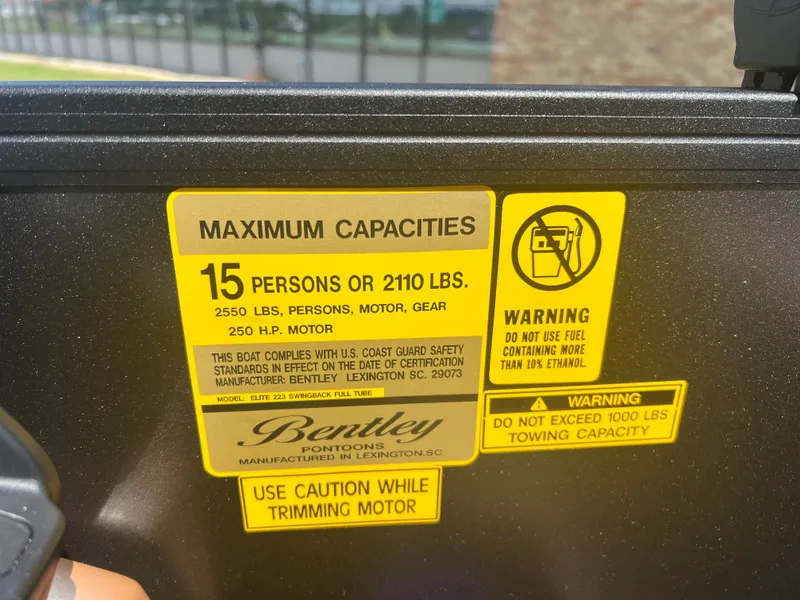 MAXIMUM CAPACITIES
15 PERSONS OR 2110 LBS.
2550 LBS, PERSONS, MOTOR, GEAR
250 H.P. MOTOR
THIS BOAT COMPLIES WITH U.S. COAST GUARD SAFETY
STANDARDS IN EFFECT ON THE DATE OF CERTIFICATION
MANUFACTURER: BENTLEY LEXINGTON SC. 29073
MODEL: ELITE 223 SWINGBACK FULL TUBE
Bentley
PONTOONS
MANUFACTURED IN LEXINGTON,SC
WARNING
DO NOT USE FUEL
CONTAINING MORE
THAN 10% ETHANOL.
WARNING
DO NOT EXCEED 1000 LBS
TOWING CAPACITY
USE CAUTION WHILE
TRIMMING MOTOR